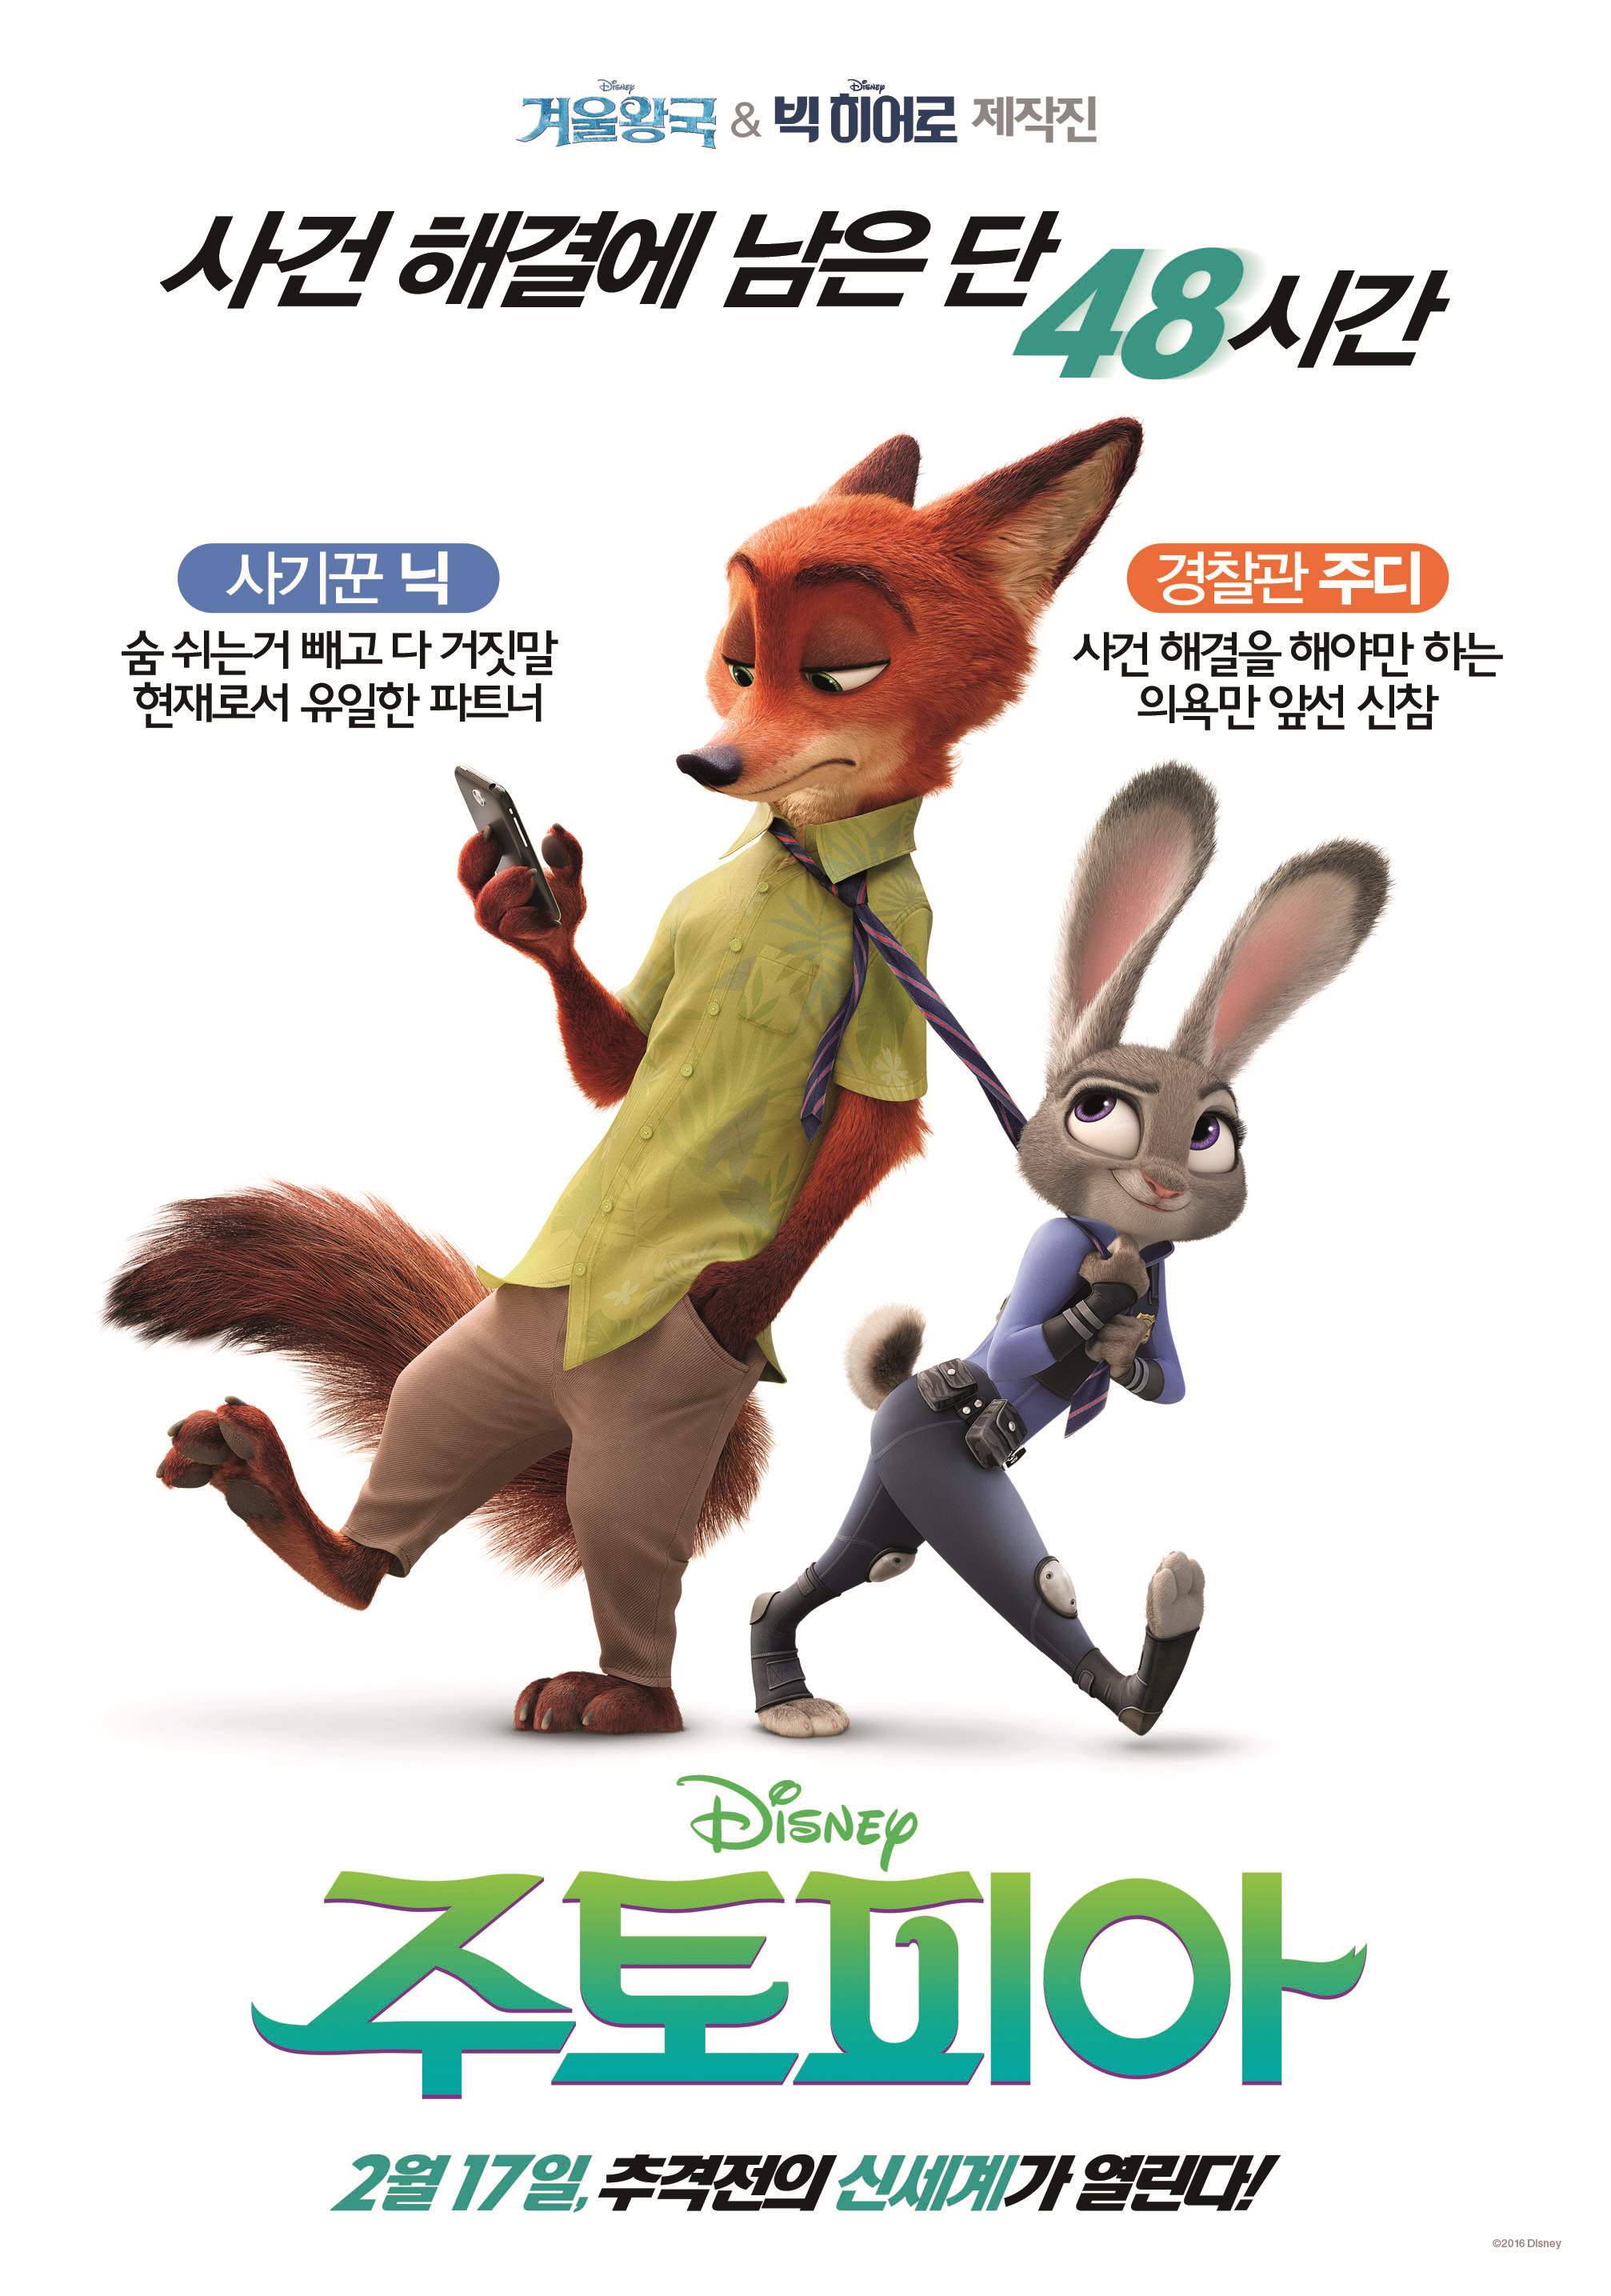 DISNEY DISNEY
겨울왕국 & 빅 히어로 제작진
사건 해결에 남은 단 48시간
사기꾼 닉
숨 쉬는거 빼고 다 거짓말
현재로서 유일한 파트너
경찰관 주디
사건 해결을 해야만 하는
의욕만 앞선 신참
DISNEY
주토피아
2월 17일, 추격전의 신세계가 열린다!
©2016 Disney